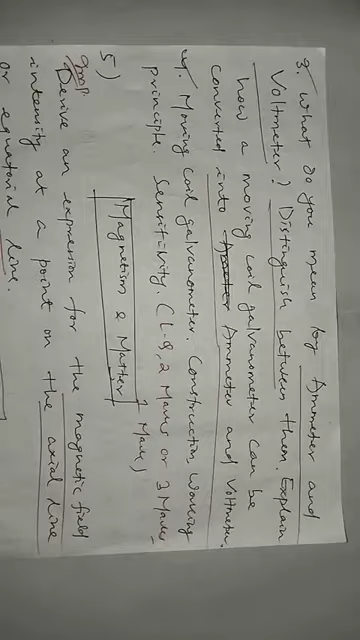 3. What do you mean by Ammeter and
Voltmeter? Distinguish between them. Explain
how a moving coil galvanometer can be
converted into Ammeter and Voltmeter.
4. Moving coil galvanometer. Construction, Working
principle. Sensitivity. (L-Q, 2 Marks or 3 Marks
7 Mark)
5)
Magnetism & Matter
Imp.
Derive an expression for the magnetic field
intensity at a point on the axial line
or equatorial line.